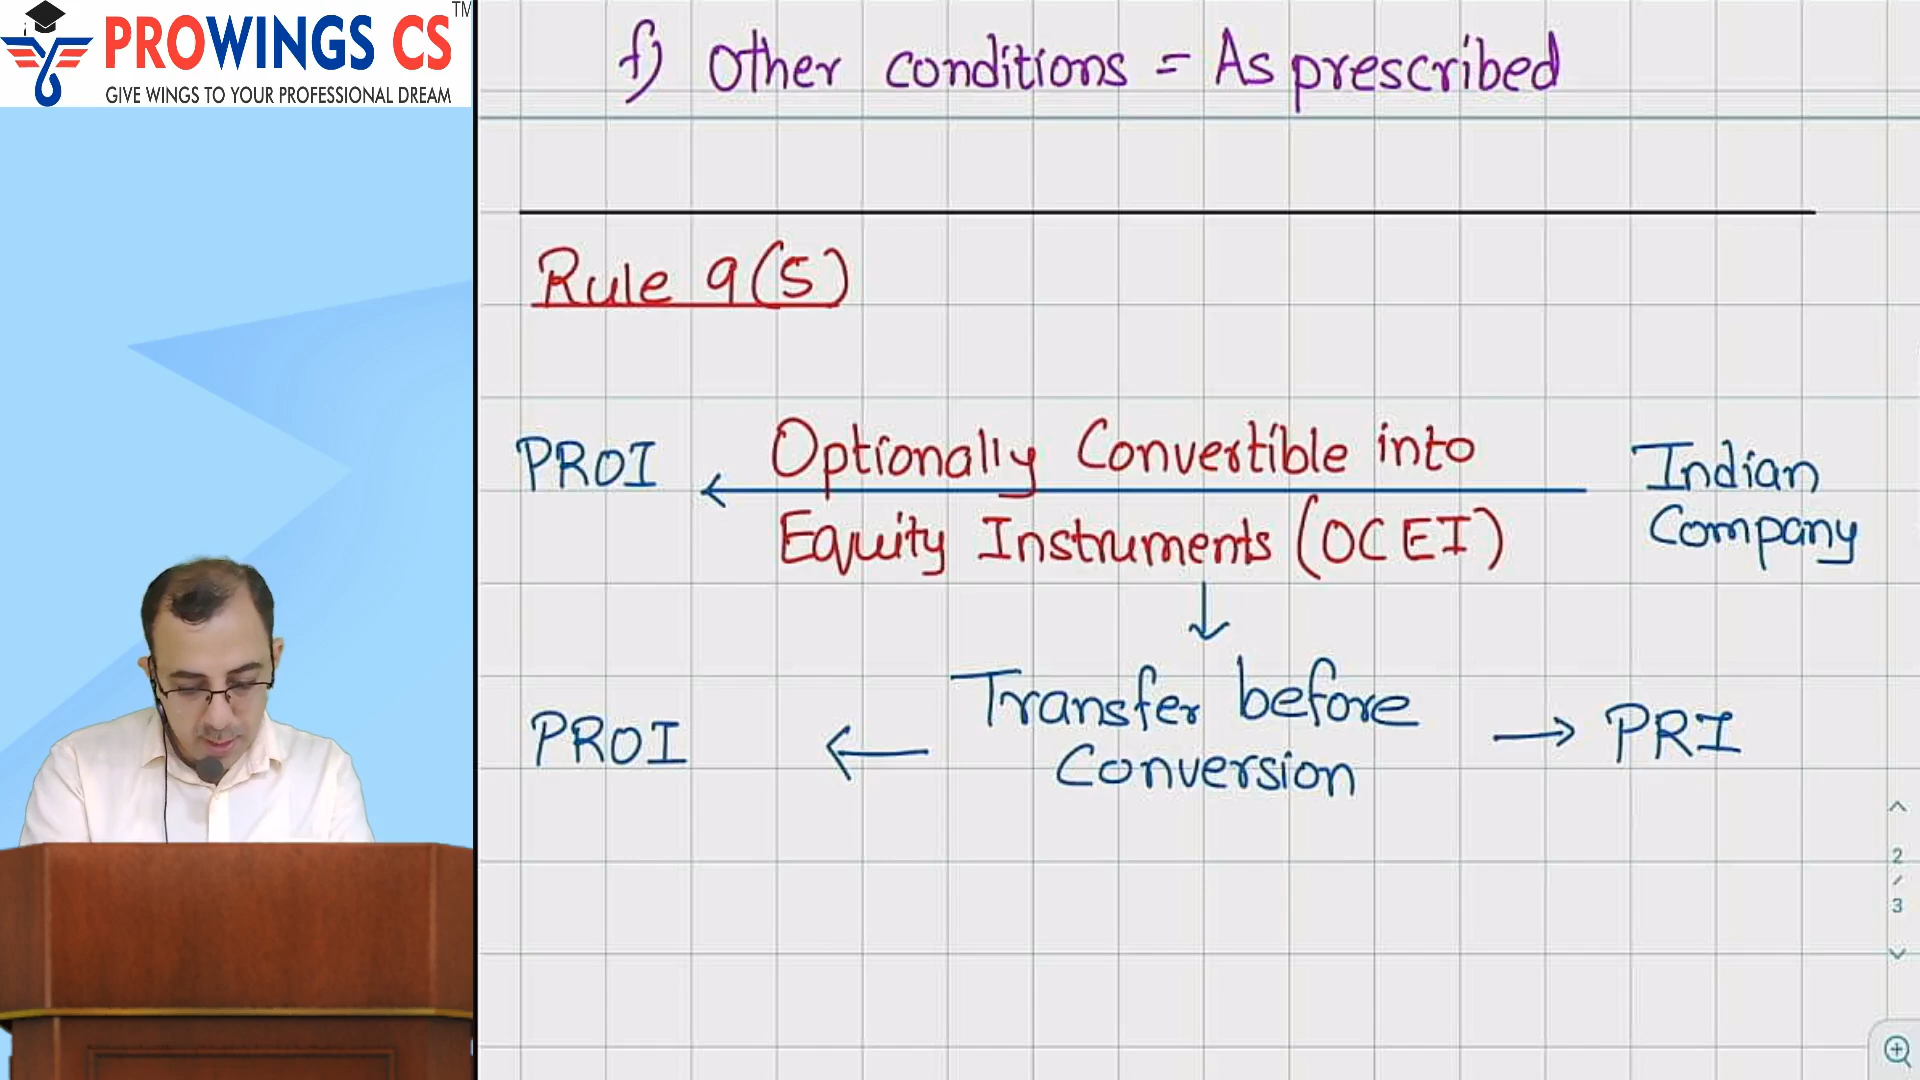 PROWINGS CS TM
GIVE WINGS TO YOUR PROFESSIONAL DREAM
f) Other conditions = As prescribed
Rule 9(5)
PROI ← Optionally Convertible into Indian
Equity Instruments (OCEI) Company
↓
PROI ← Transfer before → PRI
Conversion
2
/
3